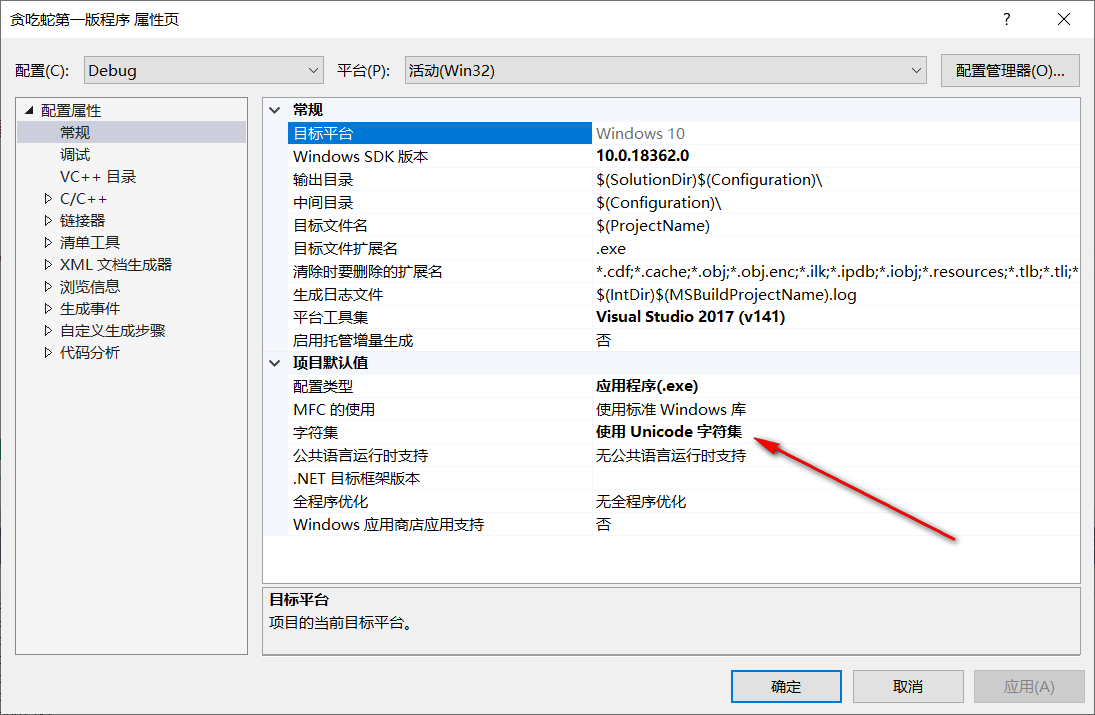 贪吃蛇第一版程序 属性页
配置(C): Debug 平台(P): 活动(Win32) 配置管理器(O)...
配置属性
常规
调试
VC++ 目录
C/C++
链接器
清单工具
XML 文档生成器
浏览信息
生成事件
自定义生成步骤
代码分析
常规
目标平台 Windows 10
Windows SDK 版本 10.0.18362.0
输出目录 $(SolutionDir)$(Configuration)\
中间目录 $(Configuration)\
目标文件名 $(ProjectName)
目标文件扩展名 .exe
清除时要删除的扩展名 *.cdf;*.cache;*.obj;*.obj.enc;*.ilk;*.ipdb;*.iobj;*.resources;*.tlb;*.tli;*
生成日志文件 $(IntDir)$(MSBuildProjectName).log
平台工具集 Visual Studio 2017 (v141)
启用托管增量生成 否
项目默认值
配置类型 应用程序(.exe)
MFC 的使用 使用标准 Windows 库
字符集 使用 Unicode 字符集
公共语言运行时支持 无公共语言运行时支持
.NET 目标框架版本
全程序优化 无全程序优化
Windows 应用商店应用支持 否
目标平台
项目的当前目标平台。
确定 取消 应用(A)